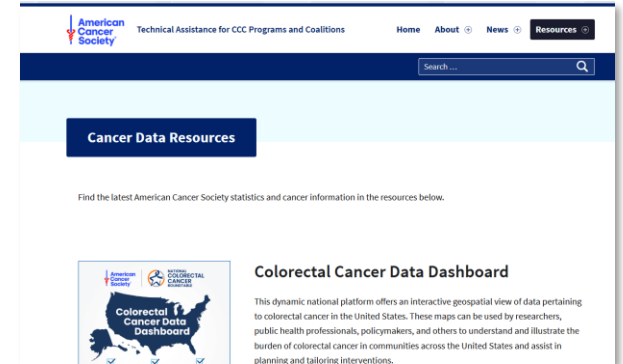 American
Cancer
Society
Technical Assistance for CCC Programs and Coalitions
Home About News Resources
Search ...
Cancer Data Resources
Find the latest American Cancer Society statistics and cancer information in the resources below.
American
Cancer
Society
NATIONAL
COLORECTAL
CANCER
ROUNDTABLE
Colorectal
Cancer Data
Dashboard
Colorectal Cancer Data Dashboard
This dynamic national platform offers an interactive geospatial view of data pertaining
to colorectal cancer in the United States. These maps can be used by researchers,
public health professionals, policymakers, and others to understand and illustrate the
burden of colorectal cancer in communities across the United States and assist in
planning and tailoring interventions.